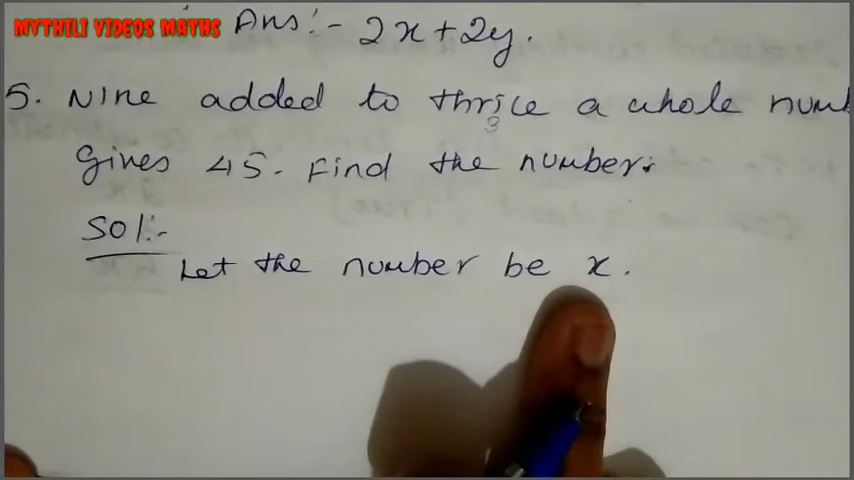 MYTHILI VIDEOS MATHS
Ans:- 2x+2y.
5. Nine added to thrice a whole numb
3
gives 45. Find the number.
Sol:-
Let the number be x.